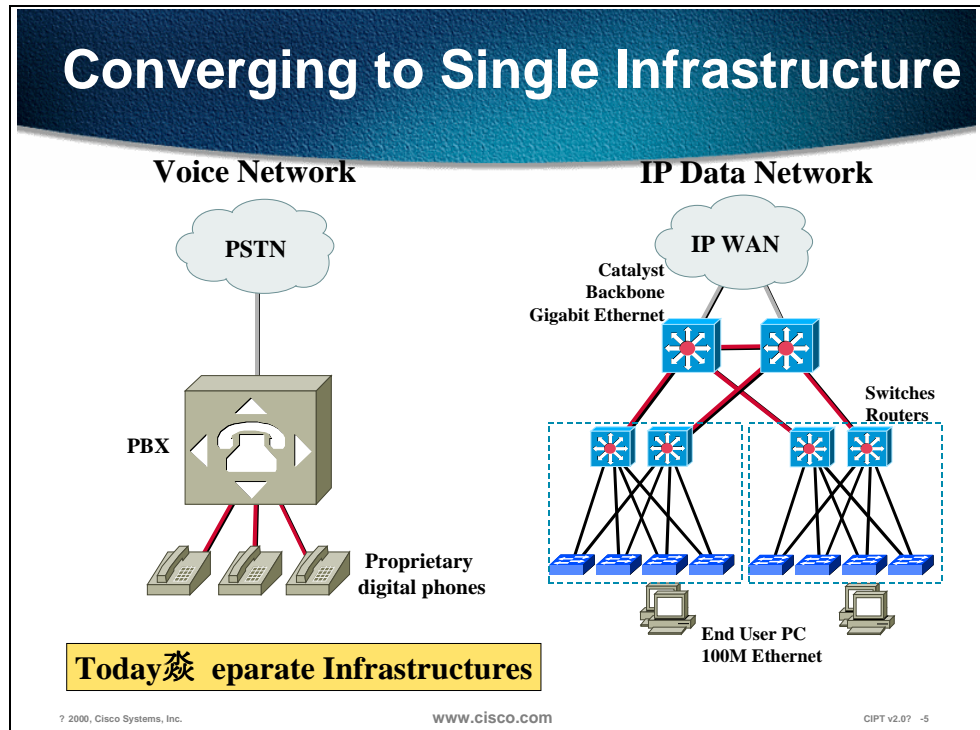 Converging to Single Infrastructure
Voice Network
PSTN
PBX
Proprietary
digital phones
IP Data Network
IP WAN
Catalyst
Backbone
Gigabit Ethernet
Switches
Routers
End User PC
100M Ethernet
Today焱 eparate Infrastructures
? 2000, Cisco Systems, Inc.
www.cisco.com
CIPT v2.0? -5